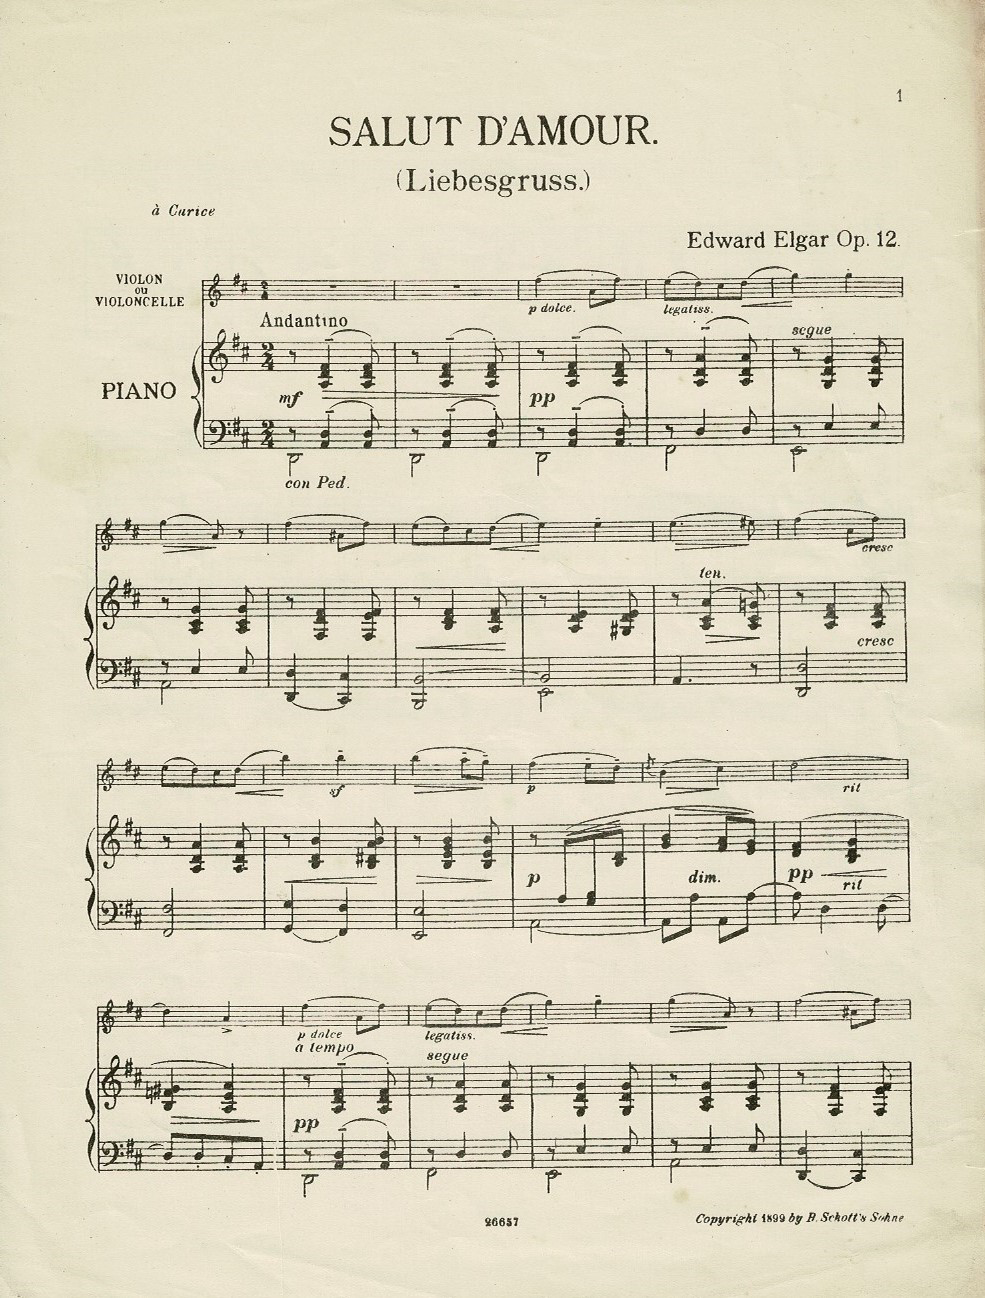 1
SALUT D'AMOUR.
(Liebesgruss.)
à Carice
Edward Elgar Op. 12.
VIOLON
OU
VIOLONCELLE
p dolce.
legatiss.
Andantino
segue
PIANO
mf
pp
con Ped.
cresc
ten.
cresc
sf
p
rit
p
dim.
pp
rit
p dolce
legatiss.
a tempo
segue
pp
26657
Copyright 1899 by B. Schott's Söhne